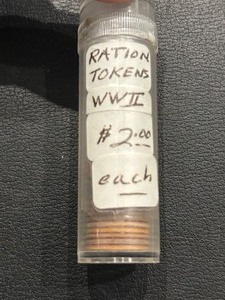 RATION
TOKENS
WWII
$2.00
each